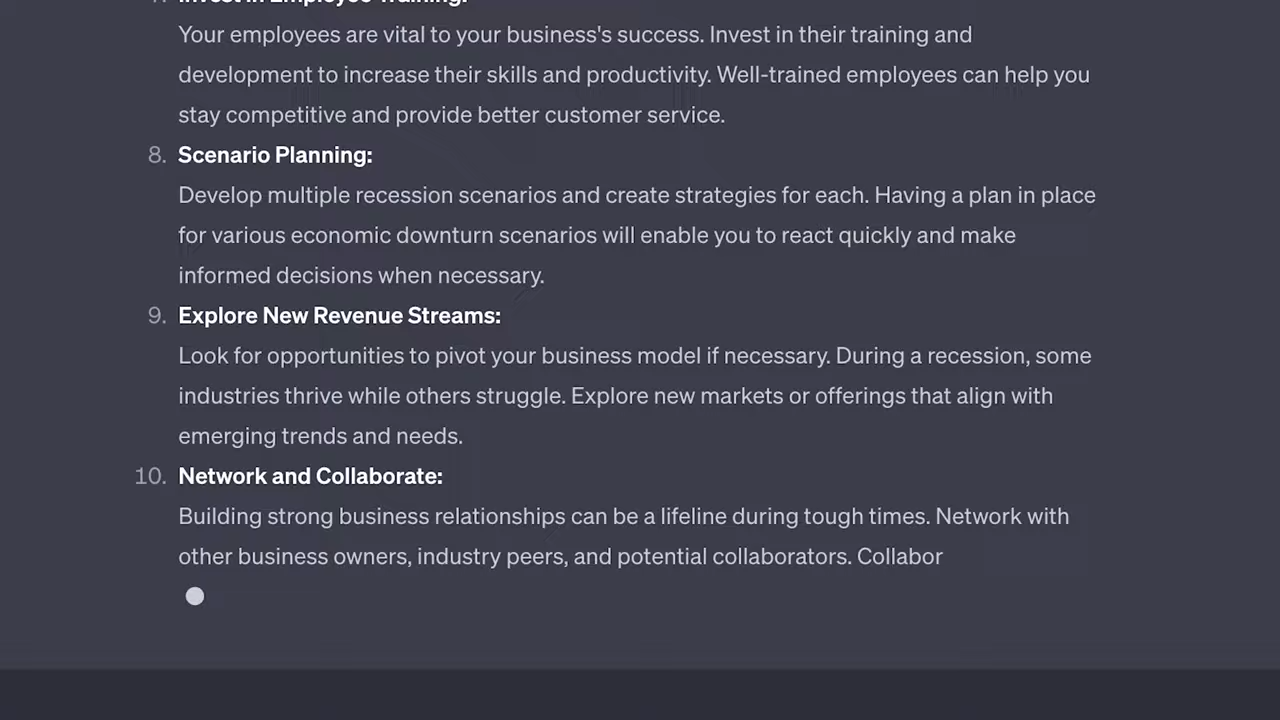 7. Invest in Employee Training:
Your employees are vital to your business's success. Invest in their training and
development to increase their skills and productivity. Well-trained employees can help you
stay competitive and provide better customer service.
8. Scenario Planning:
Develop multiple recession scenarios and create strategies for each. Having a plan in place
for various economic downturn scenarios will enable you to react quickly and make
informed decisions when necessary.
9. Explore New Revenue Streams:
Look for opportunities to pivot your business model if necessary. During a recession, some
industries thrive while others struggle. Explore new markets or offerings that align with
emerging trends and needs.
10. Network and Collaborate:
Building strong business relationships can be a lifeline during tough times. Network with
other business owners, industry peers, and potential collaborators. Collabor